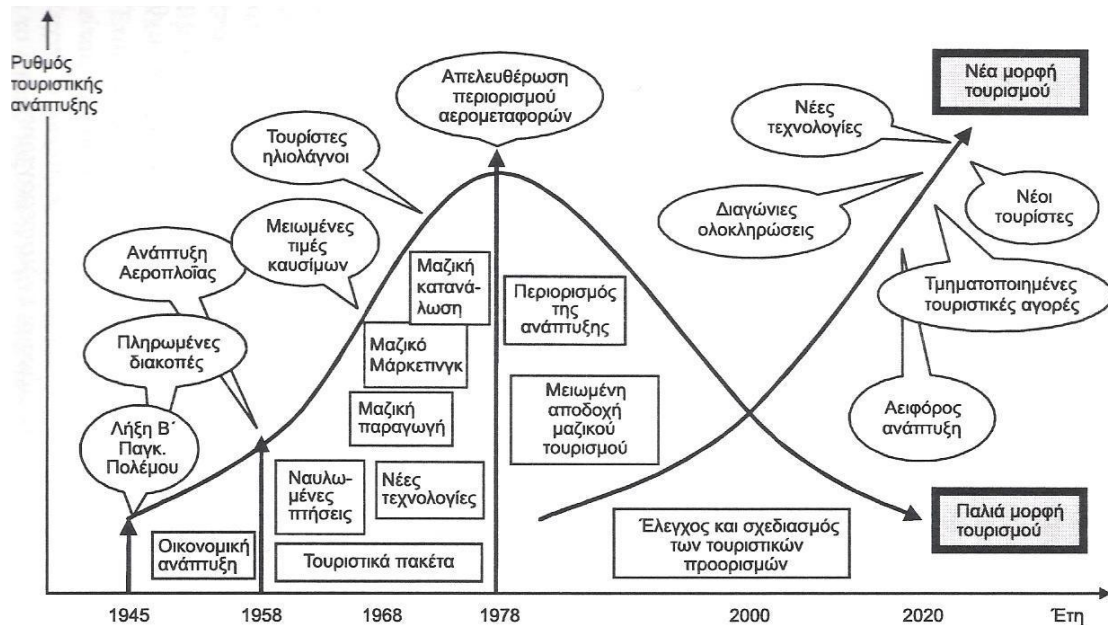 Ρυθμός
τουριστικής
ανάπτυξης
Απελευθέρωση
περιορισμού
αερομεταφορών
Νέα μορφή
τουρισμού
Νέες
τεχνολογίες
Τουρίστες
ηλιολάγνοι
Διαγώνιες
ολοκληρώσεις
Νέοι
τουρίστες
Μειωμένες
τιμές
καυσίμων
Ανάπτυξη
Αεροπλοΐας
Μαζική
κατανά-
λωση
Περιορισμός
της
ανάπτυξης
Τμηματοποιημένες
τουριστικές αγορές
Πληρωμένες
διακοπές
Μαζικό
Μάρκετινγκ
Μειωμένη
αποδοχή
μαζικού
τουρισμού
Αειφόρος
ανάπτυξη
Λήξη Β΄
Παγκ.
Πολέμου
Μαζική
παραγωγή
Ναυλω-
μένες
πτήσεις
Νέες
τεχνολογίες
Παλιά μορφή
τουρισμού
Οικονομική
ανάπτυξη
Τουριστικά πακέτα
Έλεγχος και σχεδιασμός
των τουριστικών
προορισμών
1945 1958 1968 1978 2000 2020 Έτη